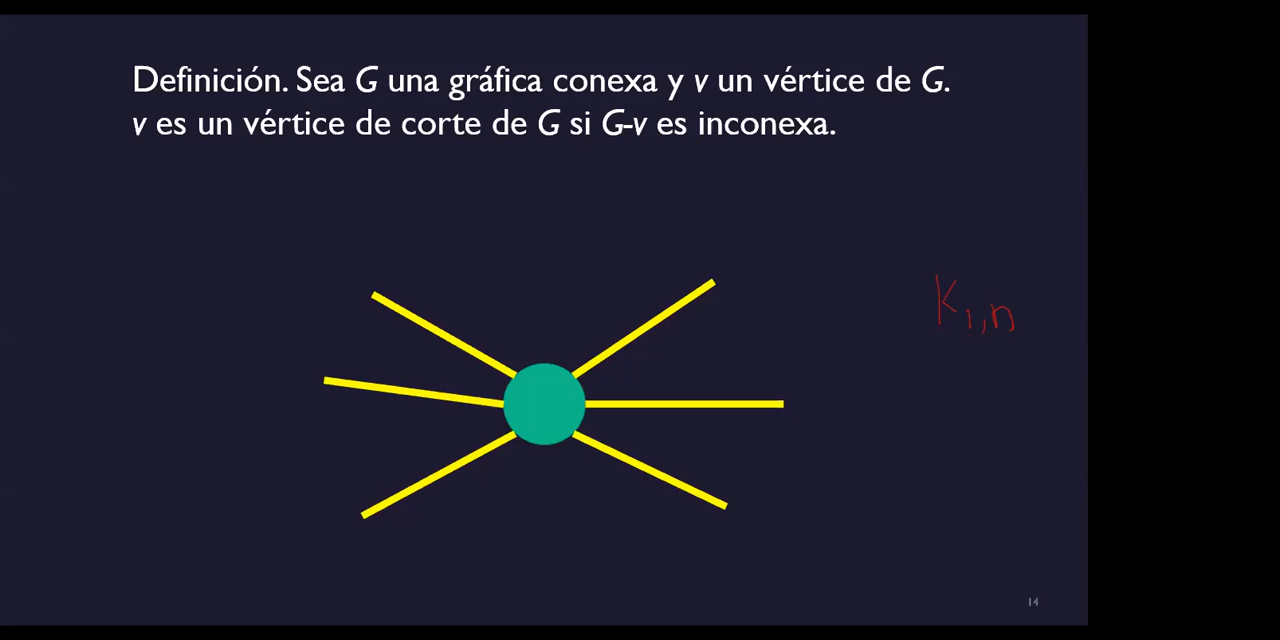 Definición. Sea G una gráfica conexa y v un vértice de G.
v es un vértice de corte de G si G-v es inconexa.
K1,n
14